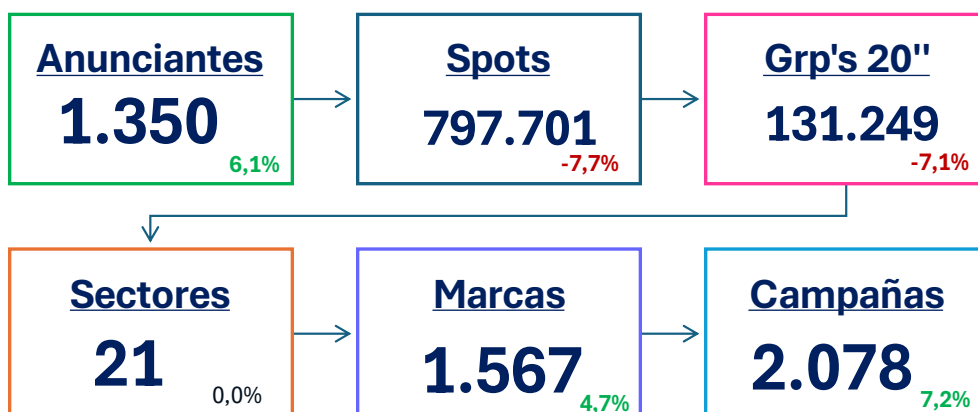 Anunciantes
1.350
6,1%
Spots
797.701
-7,7%
Grp's 20"
131.249
-7,1%
Sectores
21
0,0%
Marcas
1.567
4,7%
Campañas
2.078
7,2%